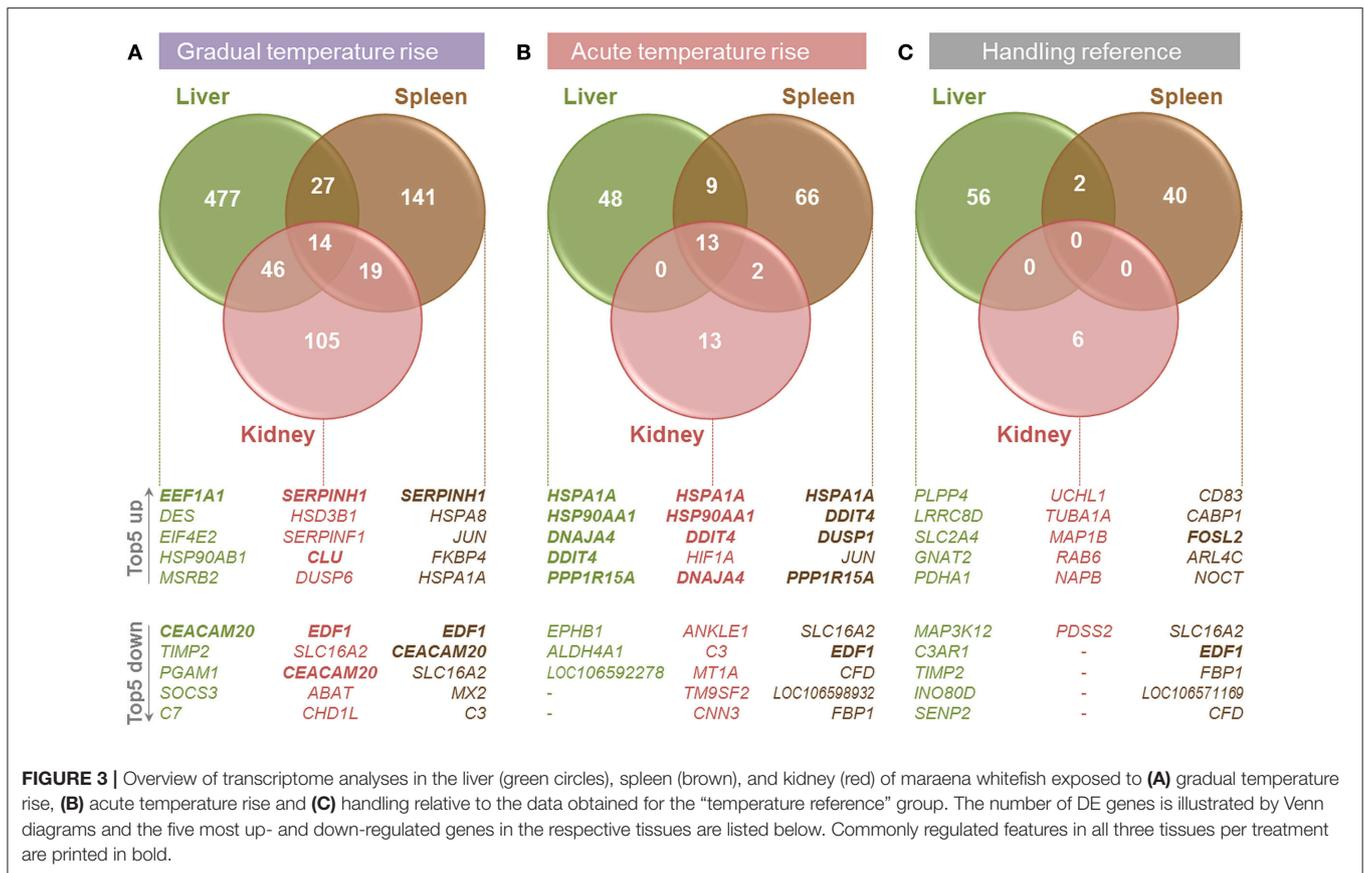 A Gradual temperature rise B Acute temperature rise C Handling reference
Liver Spleen Liver Spleen Liver Spleen
477 27 141 48 9 66 56 2 40
14 13 0
46 19 0 2 0 0
105 13 6
Kidney Kidney Kidney
Top5 up
EEF1A1 SERPINH1 SERPINH1 HSPA1A HSPA1A HSPA1A PLPP4 UCHL1 CD83
DES HSD3B1 HSPA8 HSP90AA1 HSP90AA1 DDIT4 LRRC8D TUBA1A CABP1
EIF4E2 SERPINF1 JUN DNAJA4 DDIT4 DUSP1 SLC2A4 MAP1B FOSL2
HSP90AB1 CLU FKBP4 DDIT4 HIF1A JUN GNAT2 RAB6 ARL4C
MSRB2 DUSP6 HSPA1A PPP1R15A DNAJA4 PPP1R15A PDHA1 NAPB NOCT
Top5 down
CEACAM20 EDF1 EDF1 EPHB1 ANKLE1 SLC16A2 MAP3K12 PDSS2 SLC16A2
TIMP2 SLC16A2 CEACAM20 ALDH4A1 C3 EDF1 C3AR1 - EDF1
PGAM1 CEACAM20 SLC16A2 LOC106592278 MT1A CFD TIMP2 - FBP1
SOCS3 ABAT MX2 - TM9SF2 LOC106598932 INO80D - LOC106571169
C7 CHD1L C3 - CNN3 FBP1 SENP2 - CFD
FIGURE 3 | Overview of transcriptome analyses in the liver (green circles), spleen (brown), and kidney (red) of maraena whitefish exposed to (A) gradual temperature
rise, (B) acute temperature rise and (C) handling relative to the data obtained for the “temperature reference” group. The number of DE genes is illustrated by Venn
diagrams and the five most up- and down-regulated genes in the respective tissues are listed below. Commonly regulated features in all three tissues per treatment
are printed in bold.